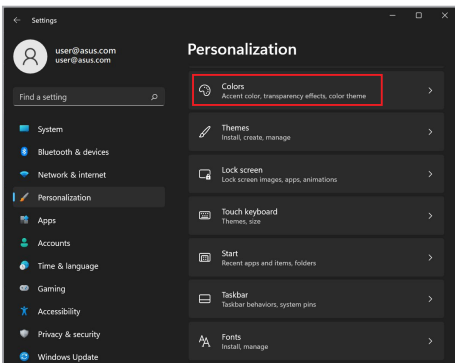 Settings
user@asus.com
user@asus.com
Find a setting
System
Bluetooth & devices
Network & internet
Personalization
Apps
Accounts
Time & language
Gaming
Accessibility
Privacy & security
Windows Update
Personalization
Colors
Accent color, transparency effects, color theme
Themes
Install, create, manage
Lock screen
Lock screen images, apps, animations
Touch keyboard
Themes, size
Start
Recent apps and items, folders
Taskbar
Taskbar behaviors, system pins
Fonts
Install, manage